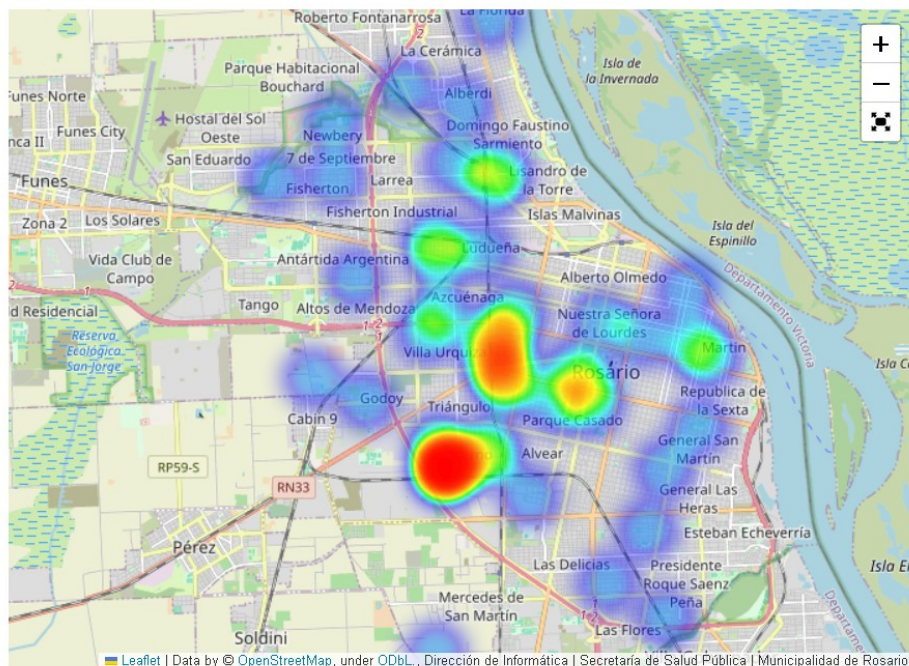 La Florida
Roberto Fontanarrosa
La Cerámica
Isla de
la Invernada
Parque Habitacional
Bouchard
Alberdi
Funes Norte
Hostal del Sol
Oeste
Domingo Faustino
Sarmiento
Funes City
Newbery
nca II
San Eduardo
7 de Septiembre
Lisandro de
la Torre
Funes
Fisherton
Larrea
Zona 2
Los Solares
Fisherton Industrial
Islas Malvinas
Isla del
Espinillo
Ludueña
Vida Club de
Campo
Antártida Argentina
Alberto Olmedo
Departamento Victoria
2
1
Tango
Altos de Mendoza
Azcuénaga
d Residencial
Nuestra Señora
de Lourdes
1
2
Reserva
Ecológica
San Jorge
Villa Urquiza
Martin
Rosário
Isla C
Republica de
la Sexta
Godoy
Triángulo
Cabin 9
Parque Casado
General San
Martín
Alvear
RP59-S
RN33
General Las
Heras
Esteban Echeverría
Pérez
Las Delicias
Presidente
Roque Saenz
Peña
Isla E
Mercedes de
San Martín
Las Flores
Soldini
+
−
Leaflet | Data by © OpenStreetMap, under ODbL., Dirección de Informática | Secretaría de Salud Pública | Municipalidad de Rosario